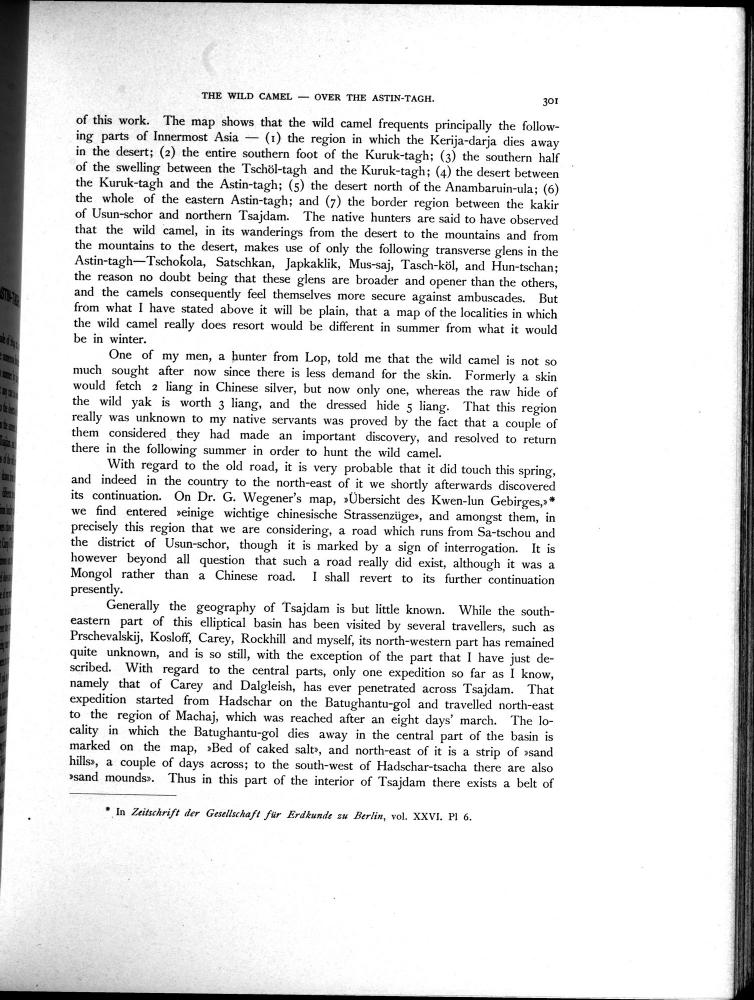 THE WILD CAMEL — OVER THE ASTIN-TAGH. 301
of this work. The map shows that the wild camel frequents principally the follow-
ing parts of Innermost Asia — (1) the region in which the Kerija-darja dies away
in the desert; (2) the entire southern foot of the Kuruk-tagh; (3) the southern half
of the swelling between the Tschöl-tagh and the Kuruk-tagh; (4) the desert between
the Kuruk-tagh and the Astin-tagh; (5) the desert north of the Anambaruin-ula; (6)
the whole of the eastern Astin-tagh; and (7) the border region between the kakir
of Usun-schor and northern Tsajdam. The native hunters are said to have observed
that the wild camel, in its wanderings from the desert to the mountains and from
the mountains to the desert, makes use of only the following transverse glens in the
Astin-tagh—Tschokola, Satschkan, Japkaklik, Mus-saj, Tasch-köl, and Hun-tschan;
the reason no doubt being that these glens are broader and opener than the others,
and the camels consequently feel themselves more secure against ambuscades. But
from what I have stated above it will be plain, that a map of the localities in which
the wild camel really does resort would be different in summer from what it would
be in winter.
One of my men, a hunter from Lop, told me that the wild camel is not so
much sought after now since there is less demand for the skin. Formerly a skin
would fetch 2 liang in Chinese silver, but now only one, whereas the raw hide of
the wild yak is worth 3 liang, and the dressed hide 5 liang. That this region
really was unknown to my native servants was proved by the fact that a couple of
them considered they had made an important discovery, and resolved to return
there in the following summer in order to hunt the wild camel.
With regard to the old road, it is very probable that it did touch this spring,
and indeed in the country to the north-east of it we shortly afterwards discovered
its continuation. On Dr. G. Wegener's map, »Übersicht des Kwen-lun Gebirges,»*
we find entered »einige wichtige chinesische Strassenzüge», and amongst them, in
precisely this region that we are considering, a road which runs from Sa-tschou and
the district of Usun-schor, though it is marked by a sign of interrogation. It is
however beyond all question that such a road really did exist, although it was a
Mongol rather than a Chinese road. I shall revert to its further continuation
presently.
Generally the geography of Tsajdam is but little known. While the south-
eastern part of this elliptical basin has been visited by several travellers, such as
Prschevalskij, Kosloff, Carey, Rockhill and myself, its north-western part has remained
quite unknown, and is so still, with the exception of the part that I have just de-
scribed. With regard to the central parts, only one expedition so far as I know,
namely that of Carey and Dalgleish, has ever penetrated across Tsajdam. That
expedition started from Hadschar on the Batughantu-gol and travelled north-east
to the region of Machaj, which was reached after an eight days' march. The lo-
cality in which the Batughantu-gol dies away in the central part of the basin is
marked on the map, »Bed of caked salt», and north-east of it is a strip of »sand
hills», a couple of days across; to the south-west of Hadschar-tsacha there are also
»sand mounds». Thus in this part of the interior of Tsajdam there exists a belt of
* In Zeitschrift der Gesellschaft für Erdkunde zu Berlin, vol. XXVI. Pl 6.